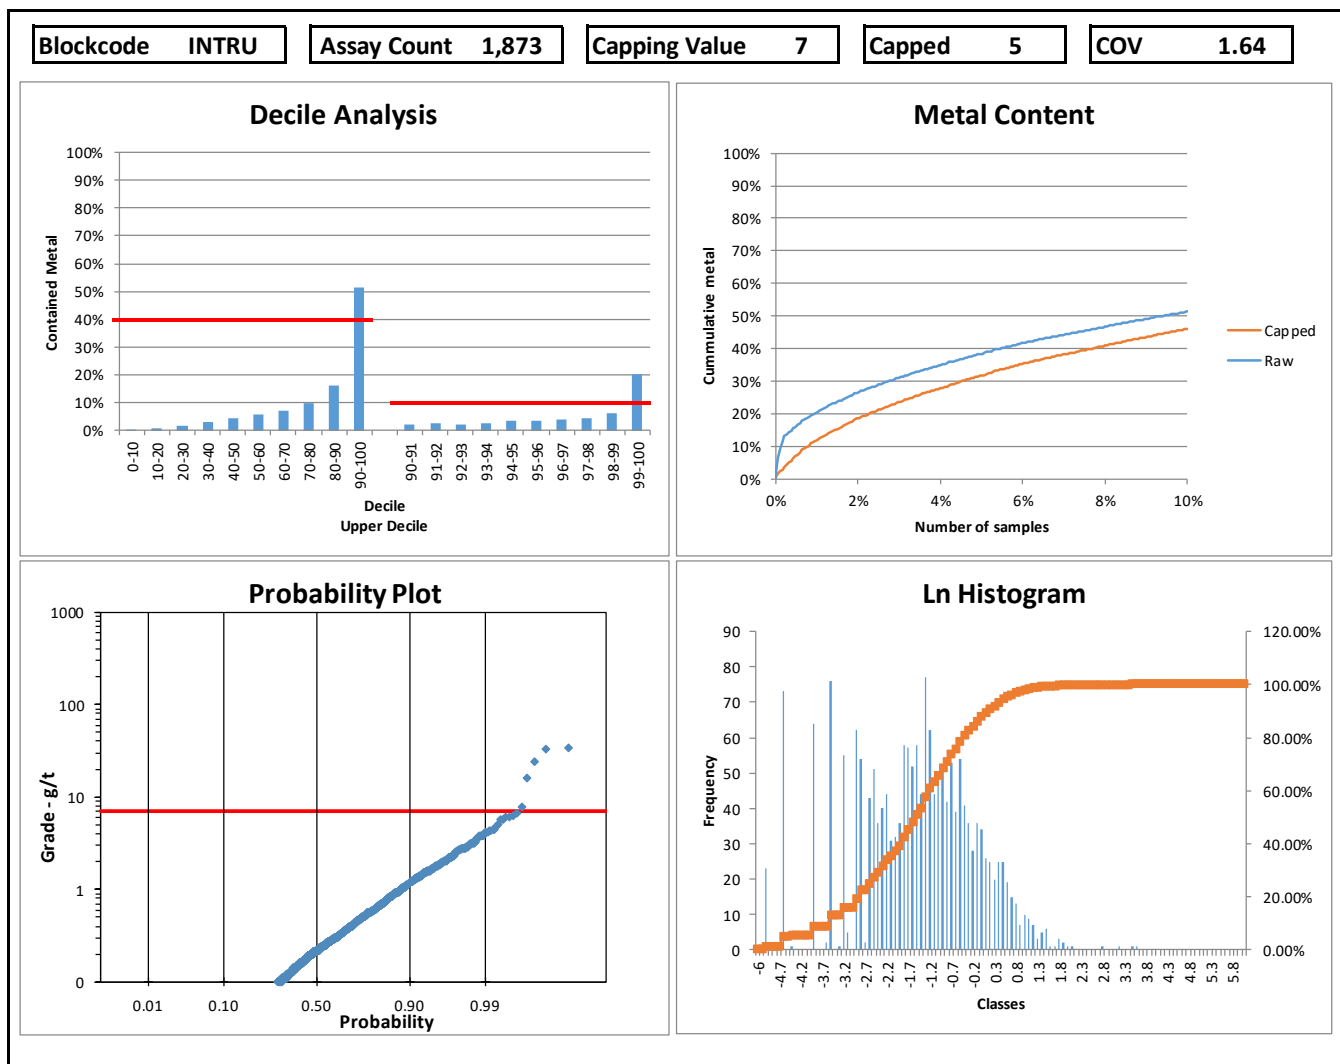 Blockcode INTRU Assay Count 1,873 Capping Value 7 Capped 5 COV 1.64
Decile Analysis
100%
90%
80%
70%
60%
50%
40%
30%
20%
10%
0%
Contained Metal
0-10 10-20 20-30 30-40 40-50 50-60 60-70 70-80 80-90 90-100 90-91 91-92 92-93 93-94 94-95 95-96 96-97 97-98 98-99 99-100
Decile
Upper Decile
Metal Content
100%
90%
80%
70%
60%
50%
40%
30%
20%
10%
0%
Cummulative metal
0% 2% 4% 6% 8% 10%
Number of samples
Capped
Raw
Probability Plot
1000
100
10
1
0
Grade - g/t
0.01 0.10 0.50 0.90 0.99
Probability
Ln Histogram
90
80
70
60
50
40
30
20
10
0
Frequency
120.00%
100.00%
80.00%
60.00%
40.00%
20.00%
0.00%
-6 -4.7 -4.2 -3.7 -3.2 -2.7 -2.2 -1.7 -1.2 -0.7 -0.2 0.3 0.8 1.3 1.8 2.3 2.8 3.3 3.8 4.3 4.8 5.3 5.8
Classes